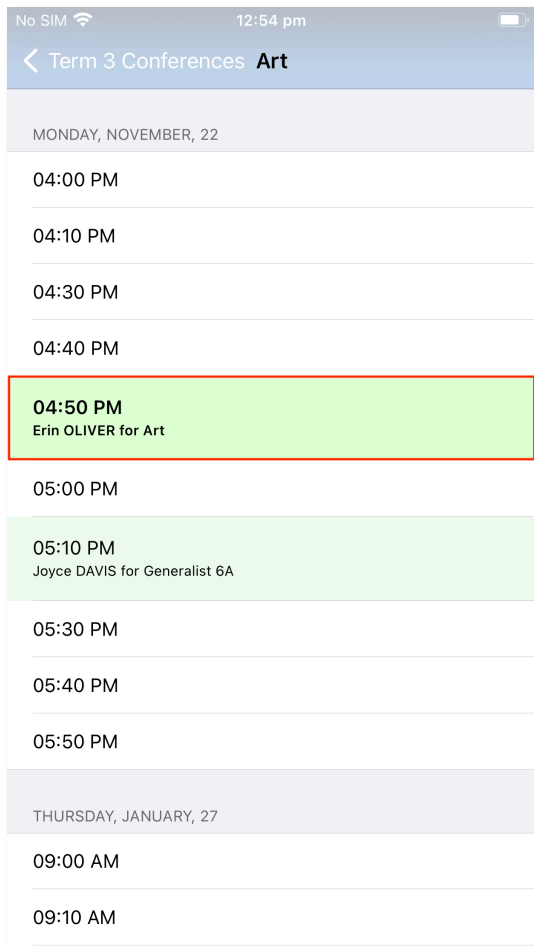 No SIM 12:54 pm
Term 3 Conferences Art
MONDAY, NOVEMBER, 22
04:00 PM
04:10 PM
04:30 PM
04:40 PM
04:50 PM
Erin OLIVER for Art
05:00 PM
05:10 PM
Joyce DAVIS for Generalist 6A
05:30 PM
05:40 PM
05:50 PM
THURSDAY, JANUARY, 27
09:00 AM
09:10 AM